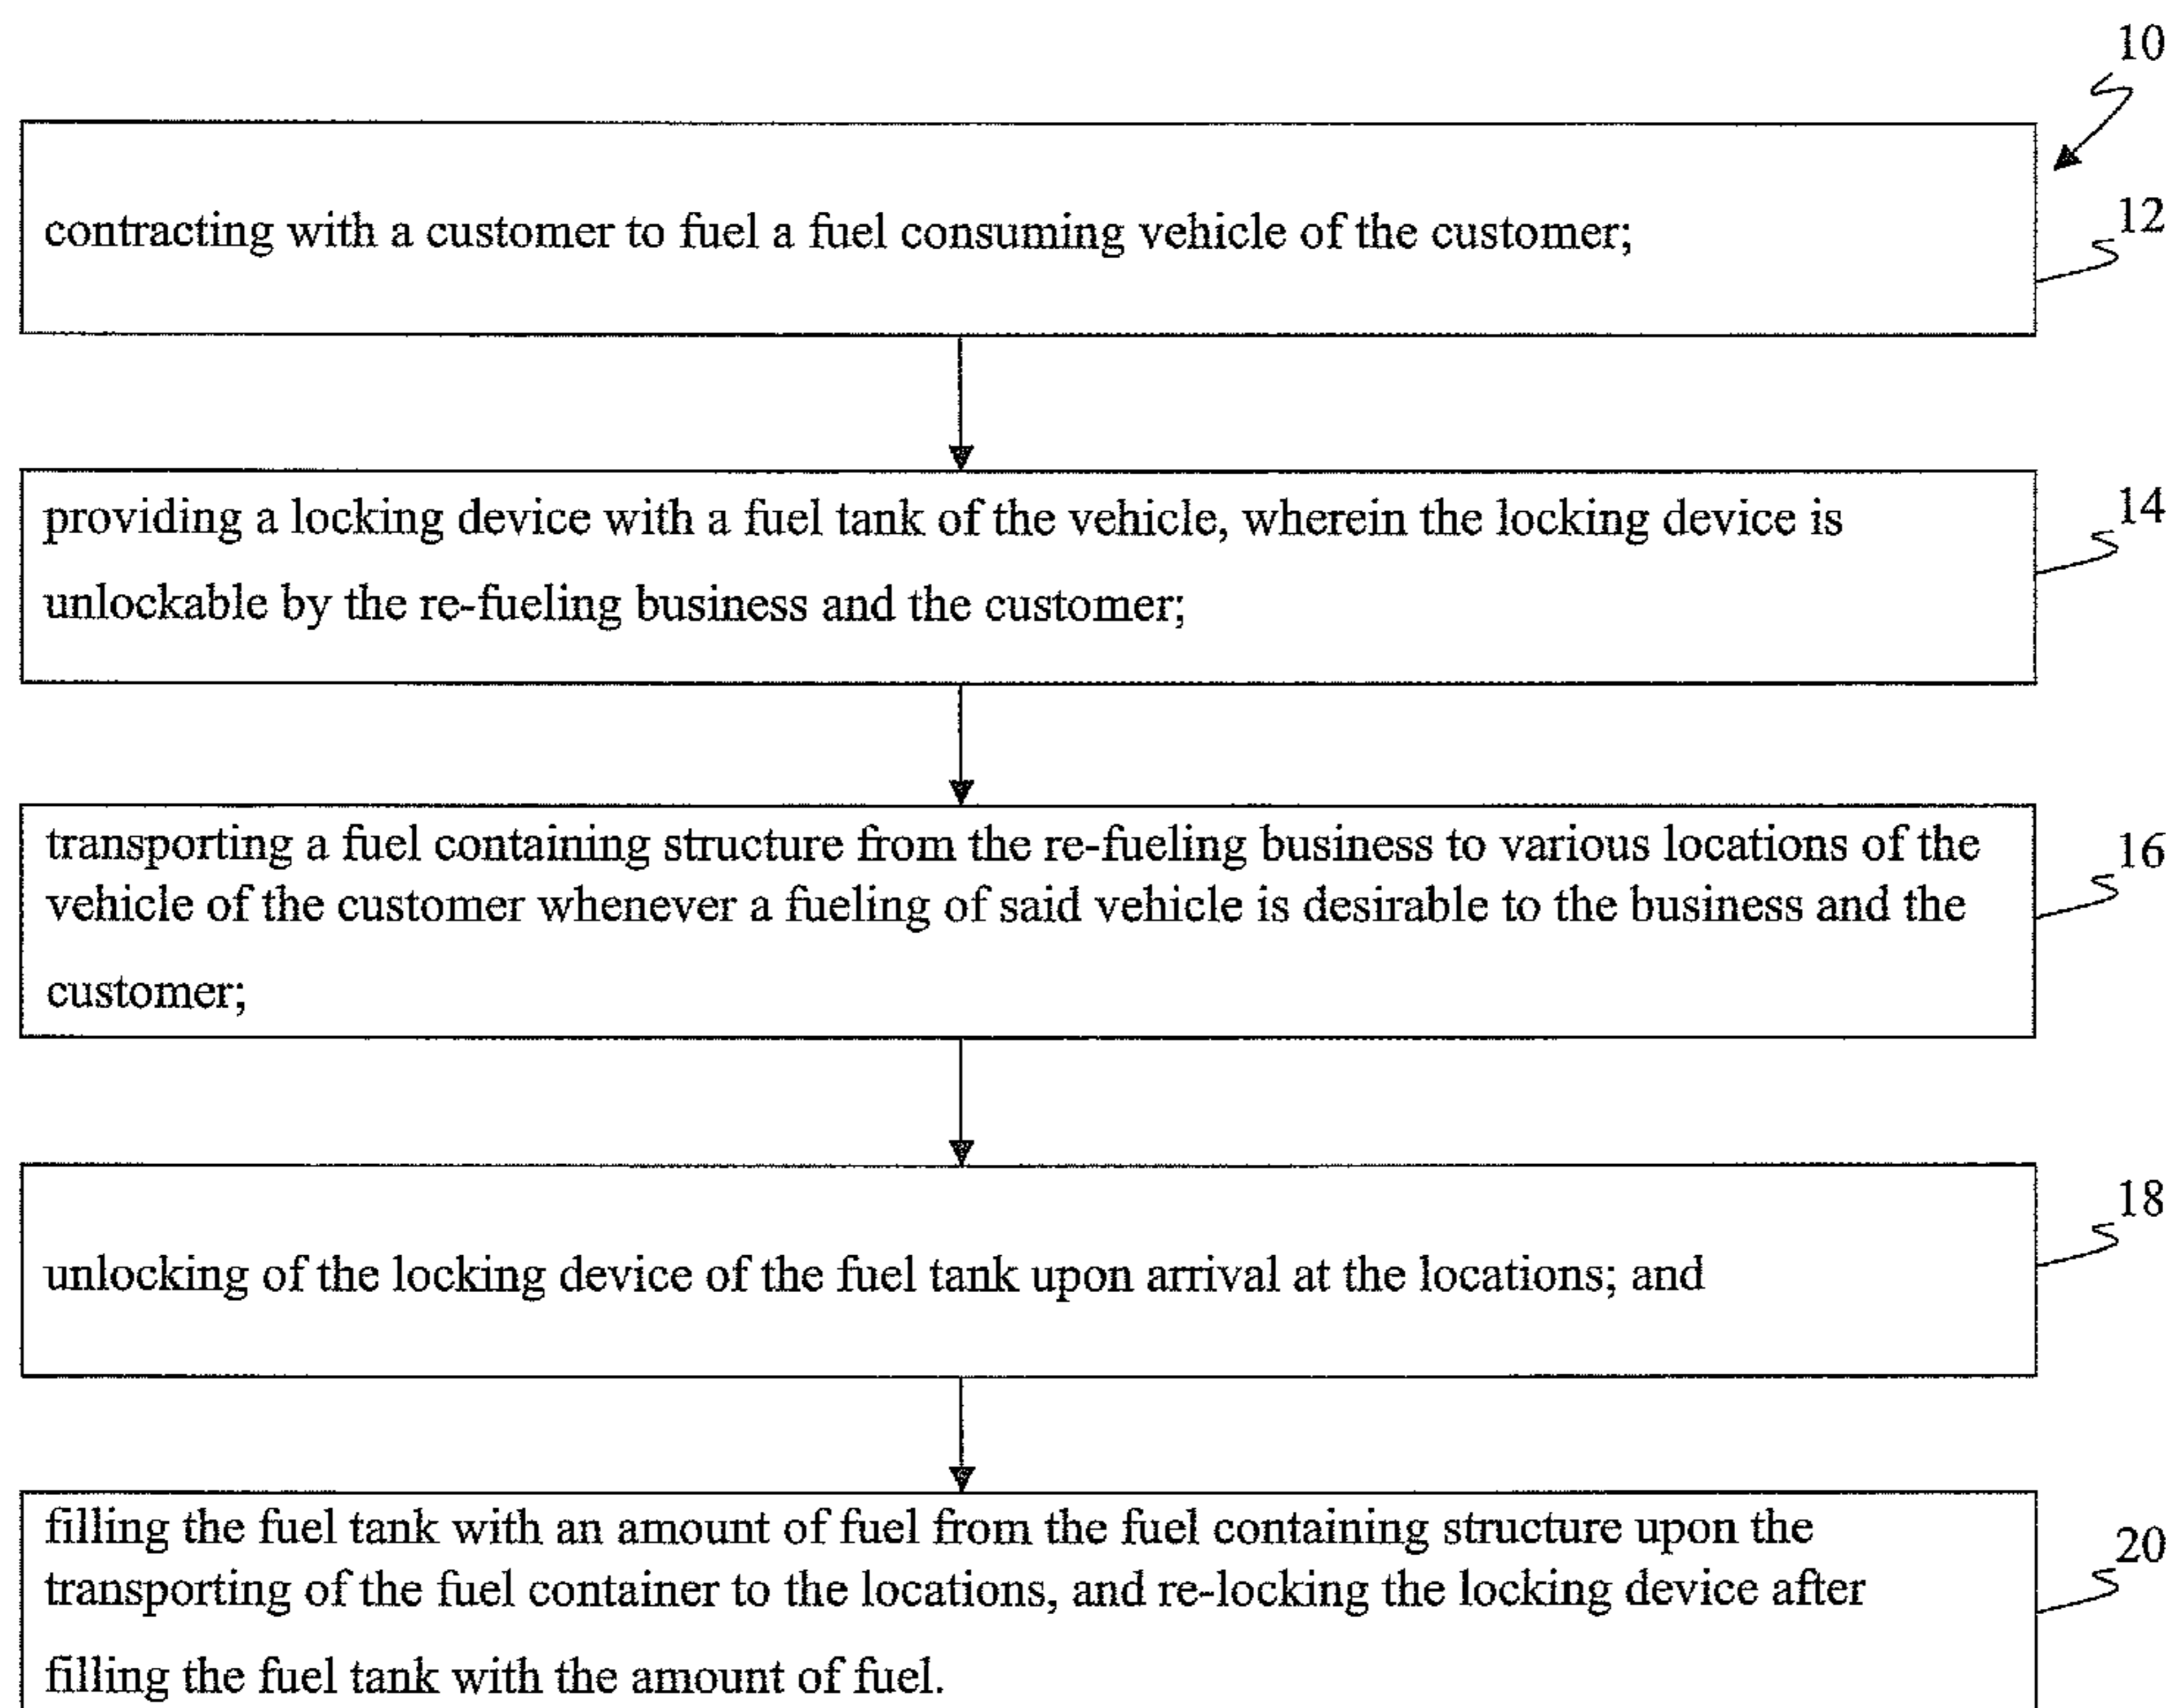 10
contracting with a customer to fuel a fuel consuming vehicle of the customer;
12
providing a locking device with a fuel tank of the vehicle, wherein the locking device is
unlockable by the re-fueling business and the customer;
14
transporting a fuel containing structure from the re-fueling business to various locations of the
vehicle of the customer whenever a fueling of said vehicle is desirable to the business and the
customer;
16
unlocking of the locking device of the fuel tank upon arrival at the locations; and
18
filling the fuel tank with an amount of fuel from the fuel containing structure upon the
transporting of the fuel container to the locations, and re-locking the locking device after
filling the fuel tank with the amount of fuel.
20